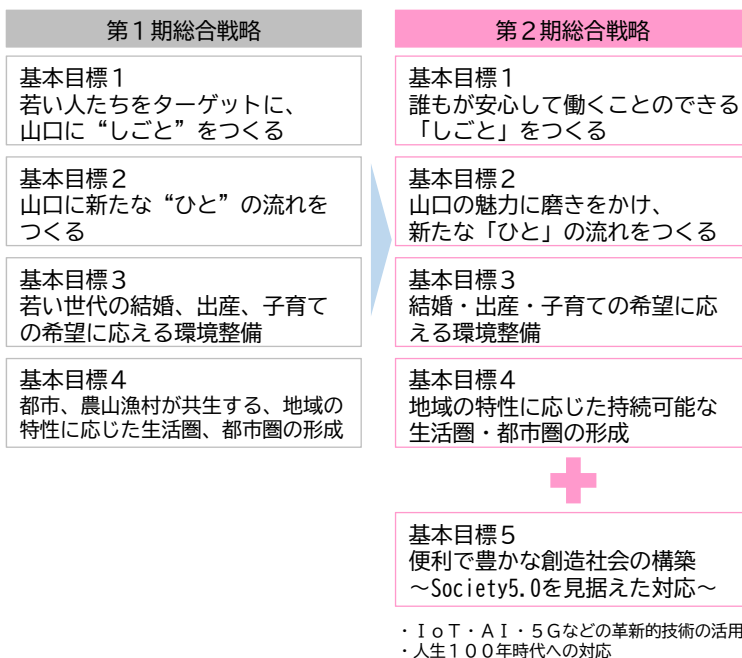 第１期総合戦略
基本目標１
若い人たちをターゲットに、
山口に“しごと”をつくる
基本目標２
山口に新たな“ひと”の流れを
つくる
基本目標３
若い世代の結婚、出産、子育て
の希望に応える環境整備
基本目標４
都市、農山漁村が共生する、地域の
特性に応じた生活圏、都市圏の形成
第２期総合戦略
基本目標１
誰もが安心して働くことのできる
「しごと」をつくる
基本目標２
山口の魅力に磨きをかけ、
新たな「ひと」の流れをつくる
基本目標３
結婚・出産・子育ての希望に応
える環境整備
基本目標４
地域の特性に応じた持続可能な
生活圏・都市圏の形成
基本目標５
便利で豊かな創造社会の構築
～Society5.0を見据えた対応～
・ＩｏＴ・ＡＩ・５Ｇなどの革新的技術の活用
・人生１００年時代への対応